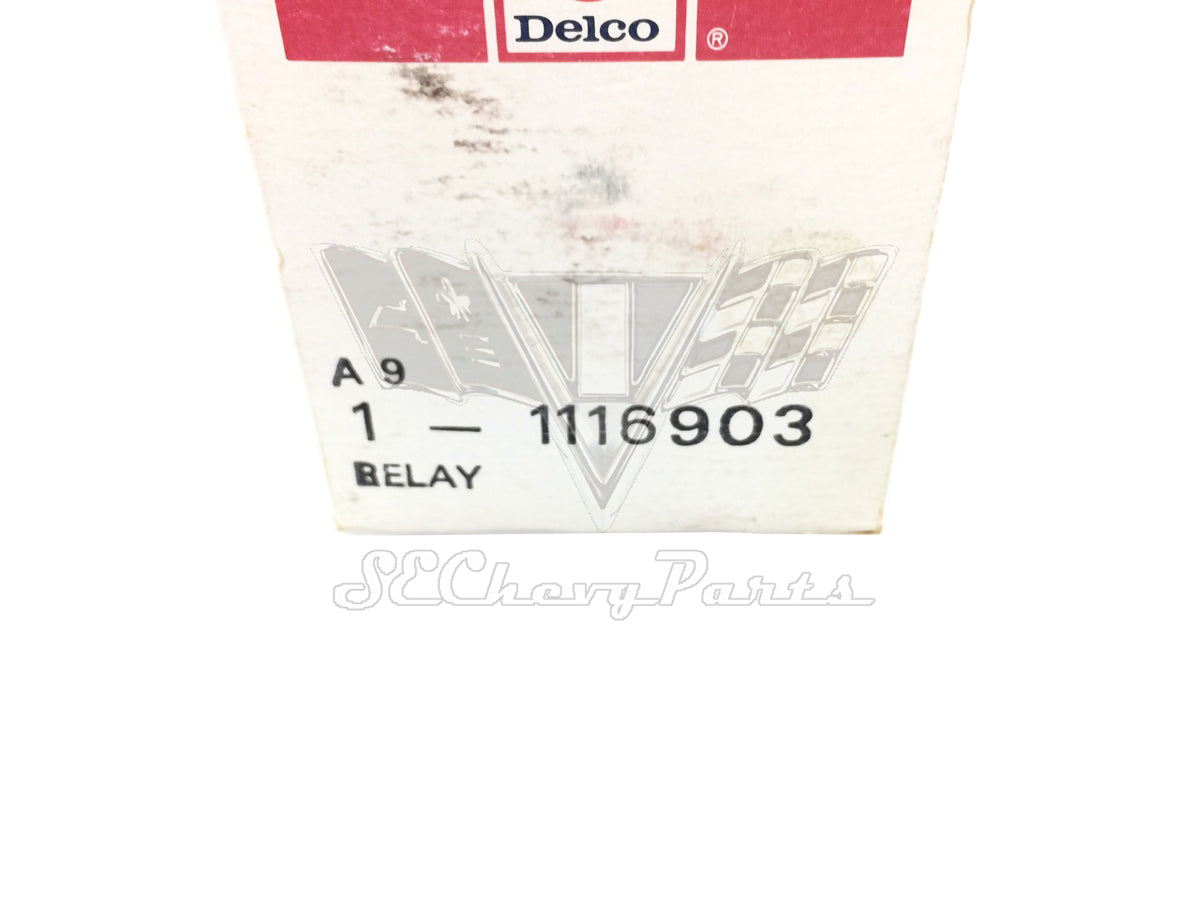 Delco ®
A 9
1 — 1116903
RELAY
SEChevyParts